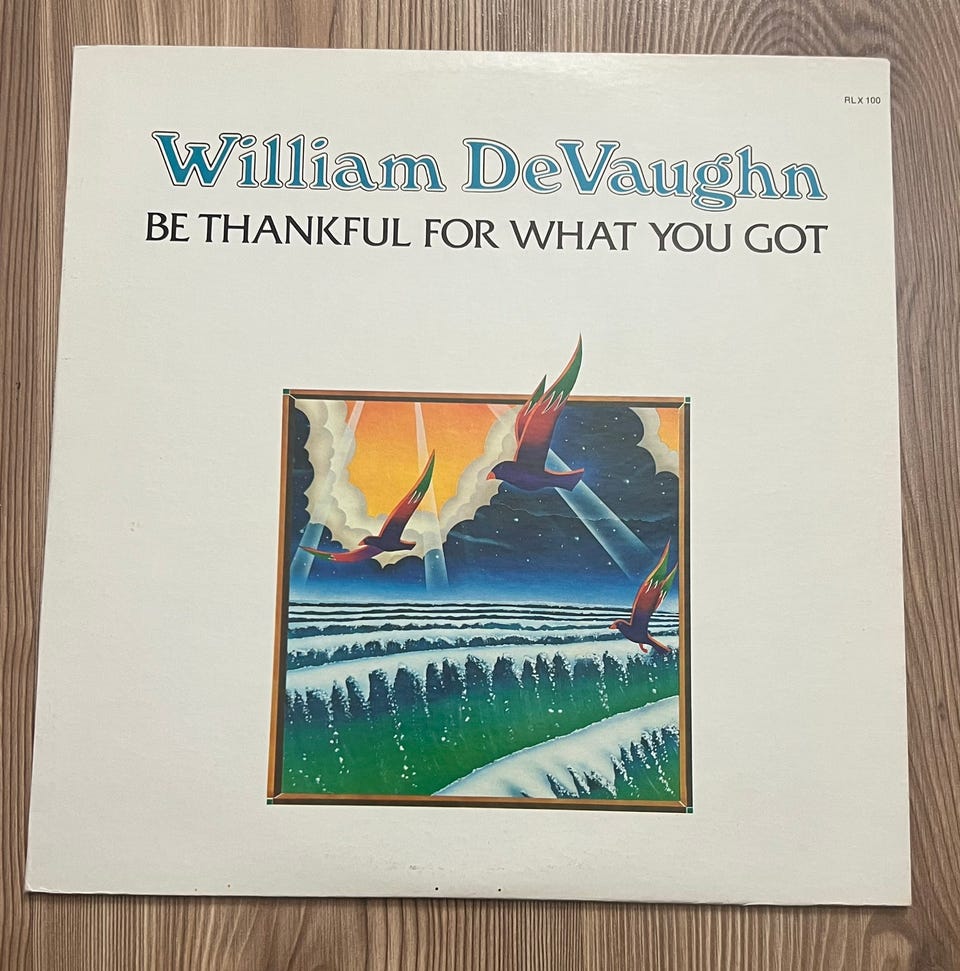 RLX 100
William DeVaughn
BE THANKFUL FOR WHAT YOU GOT